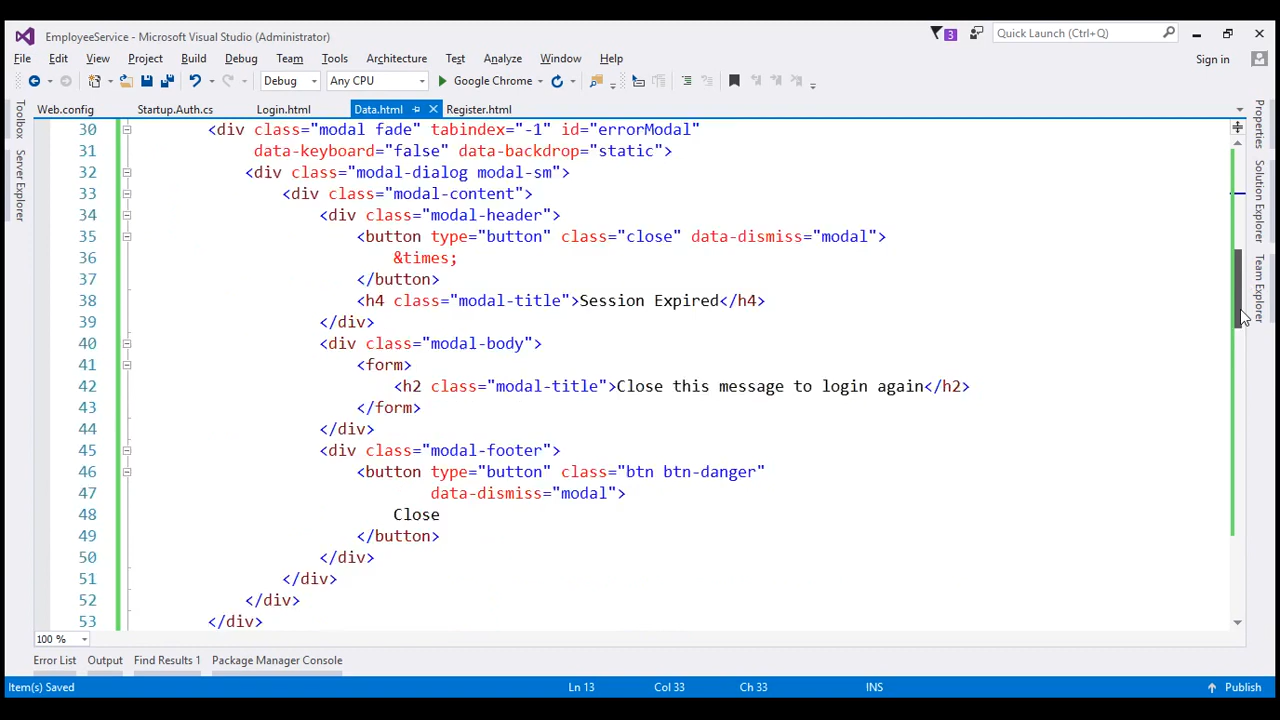 EmployeeService - Microsoft Visual Studio (Administrator)
3
Quick Launch (Ctrl+Q)
File Edit View Project Build Debug Team Tools Architecture Test Analyze Window Help
Sign in
Debug Any CPU Google Chrome
Web.config Startup.Auth.cs Login.html Data.html Register.html
Toolbox
Server Explorer
Properties
Solution Explorer
Team Explorer
30 <div class="modal fade" tabindex="-1" id="errorModal"
31 data-keyboard="false" data-backdrop="static">
32 <div class="modal-dialog modal-sm">
33 <div class="modal-content">
34 <div class="modal-header">
35 <button type="button" class="close" data-dismiss="modal">
36 &times;
37 </button>
38 <h4 class="modal-title">Session Expired</h4>
39 </div>
40 <div class="modal-body">
41 <form>
42 <h2 class="modal-title">Close this message to login again</h2>
43 </form>
44 </div>
45 <div class="modal-footer">
46 <button type="button" class="btn btn-danger"
47 data-dismiss="modal">
48 Close
49 </button>
50 </div>
51 </div>
52 </div>
53 </div>
100 %
Error List Output Find Results 1 Package Manager Console
Item(s) Saved Ln 13 Col 33 Ch 33 INS Publish